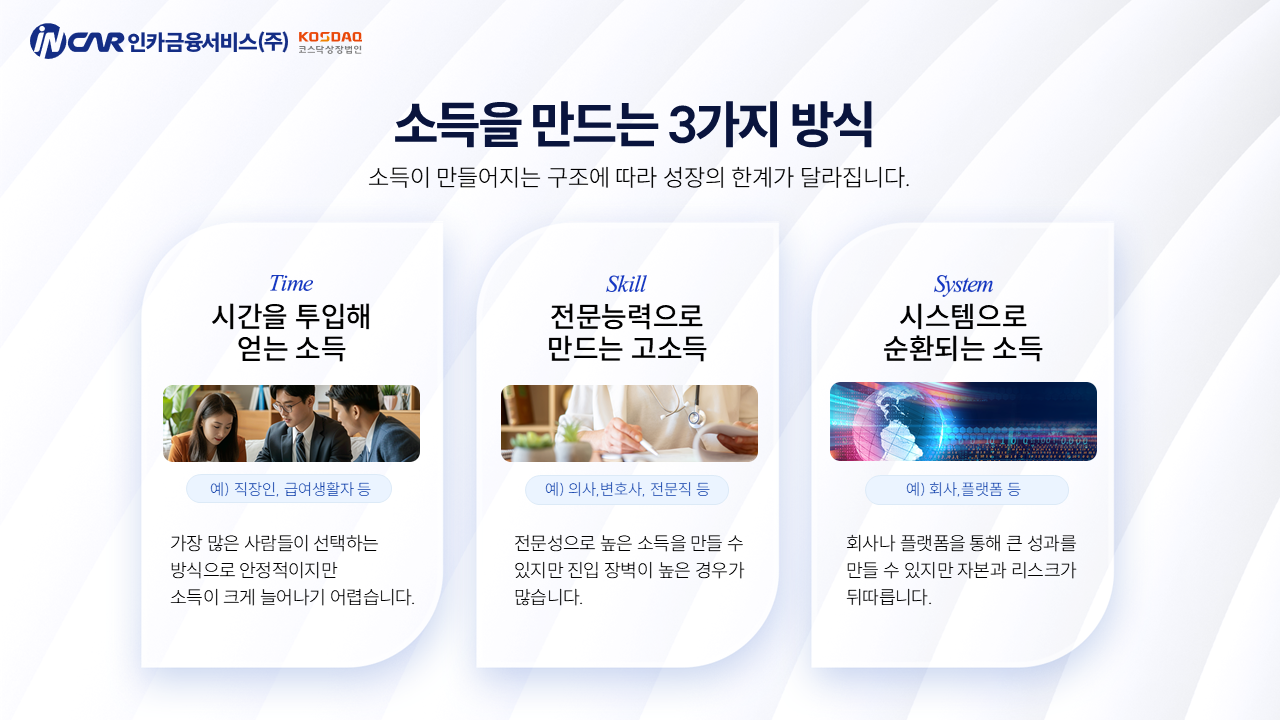 INCAR 인카금융서비스(주) KOSDAQ 코스닥상장법인
소득을 만드는 3가지 방식
소득이 만들어지는 구조에 따라 성장의 한계가 달라집니다.
Time
시간을 투입해
얻는 소득
예) 직장인, 급여생활자 등
가장 많은 사람들이 선택하는
방식으로 안정적이지만
소득이 크게 늘어나기 어렵습니다.
Skill
전문능력으로
만드는 고소득
예) 의사,변호사, 전문직 등
전문성으로 높은 소득을 만들 수
있지만 진입 장벽이 높은 경우가
많습니다.
System
시스템으로
순환되는 소득
예) 회사,플랫폼 등
회사나 플랫폼을 통해 큰 성과를
만들 수 있지만 자본과 리스크가
뒤따릅니다.